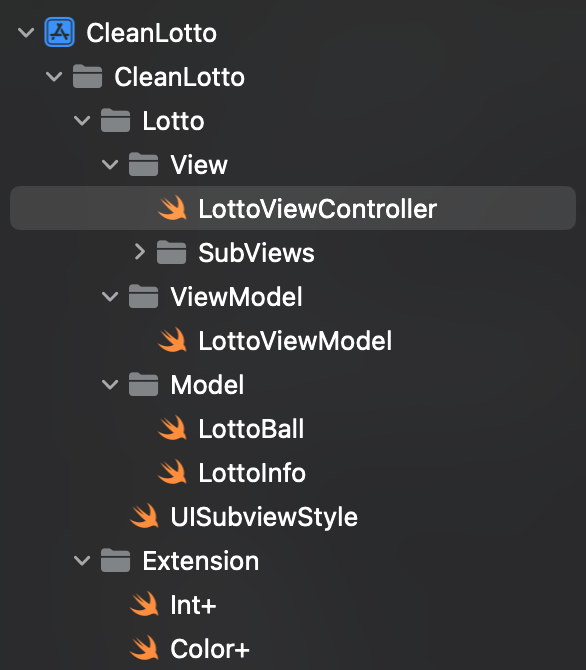 CleanLotto
CleanLotto
Lotto
View
LottoViewController
SubViews
ViewModel
LottoViewModel
Model
LottoBall
LottoInfo
UISubviewStyle
Extension
Int+
Color+